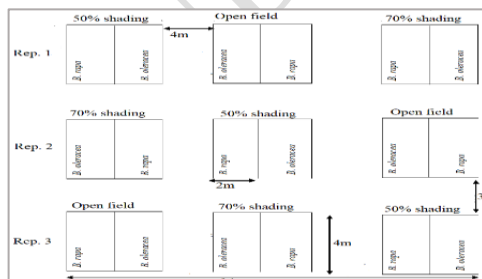 50% shading
Open field
70% shading
4m
Rep. 1
B. rapa
B. oleracea
B. oleracea
B. rapa
B. rapa
B. oleracea
70% shading
50% shading
Open field
Rep. 2
B. oleracea
B. rapa
B. rapa
B. oleracea
B. oleracea
B. rapa
2m
3
Open field
70% shading
50% shading
Rep. 3
B. rapa
B. oleracea
B. rapa
B. oleracea
4m
B. rapa
B. oleracea